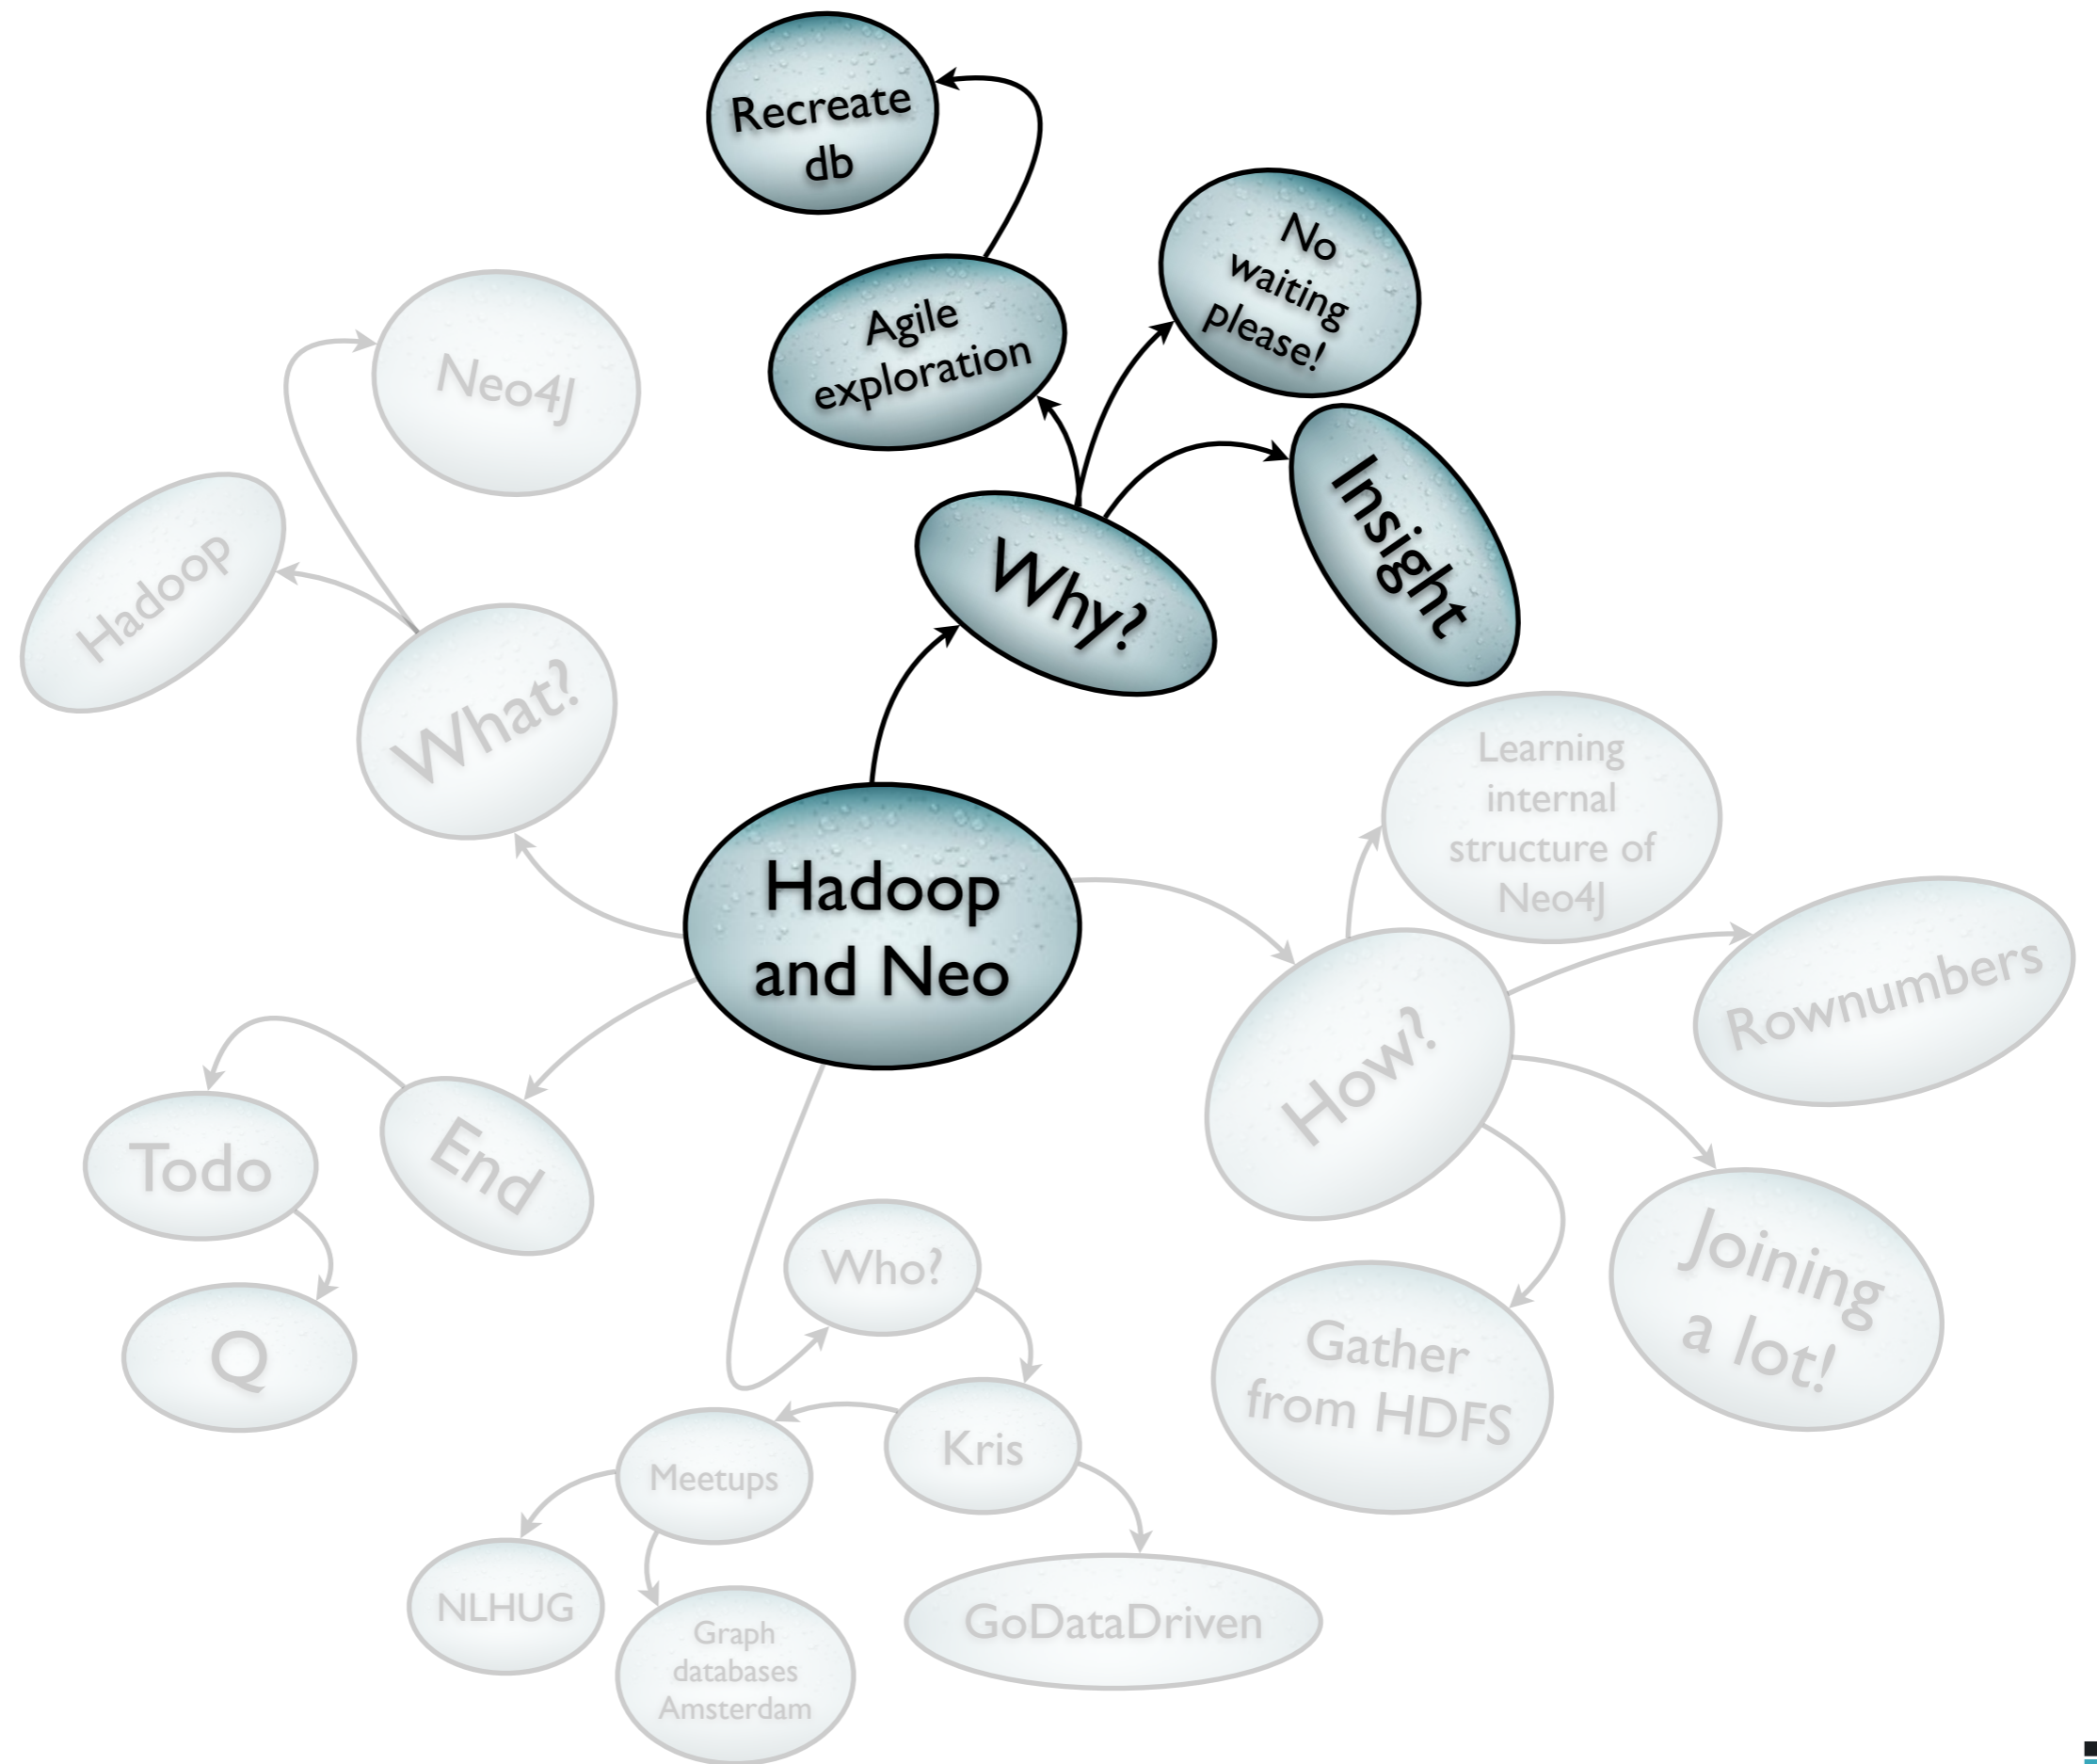 Recreate
db
No
waiting
please!
Agile
exploration
Neo4J
Insight
Hadoop
Why?
What?
Learning
internal
structure of
Neo4J
Hadoop
and Neo
Rownumbers
How?
Todo
End
Who?
Joining
a lot!
Q
Gather
from HDFS
Kris
Meetups
NLHUG
GoDataDriven
Graph
databases
Amsterdam